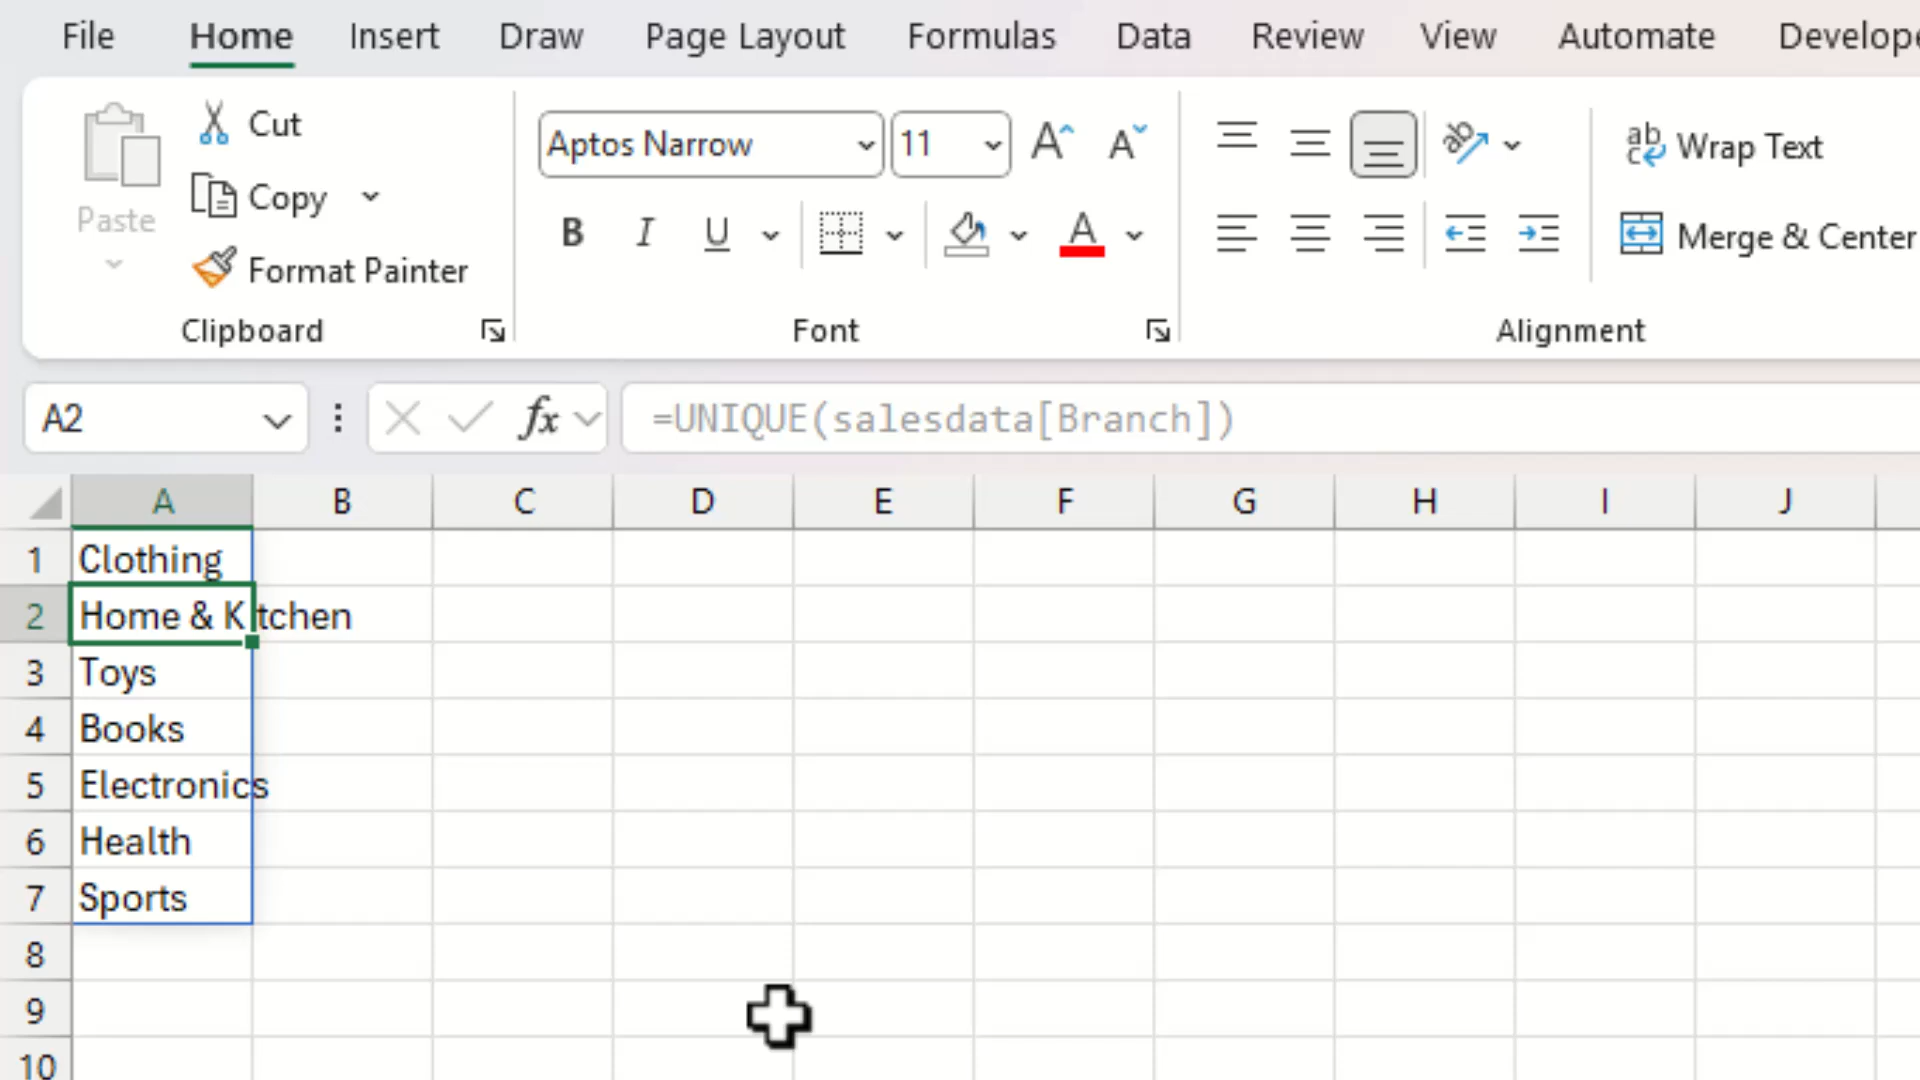 File Home Insert Draw Page Layout Formulas Data Review View Automate Develope
Paste
Cut
Copy
Format Painter
Clipboard
Aptos Narrow 11 A A
B I U A
Font
ab Wrap Text
Merge & Center
Alignment
A2 fx =UNIQUE(salesdata[Branch])
A B C D E F G H I J
1 Clothing
2 Home & Kitchen
3 Toys
4 Books
5 Electronics
6 Health
7 Sports
8
9
10